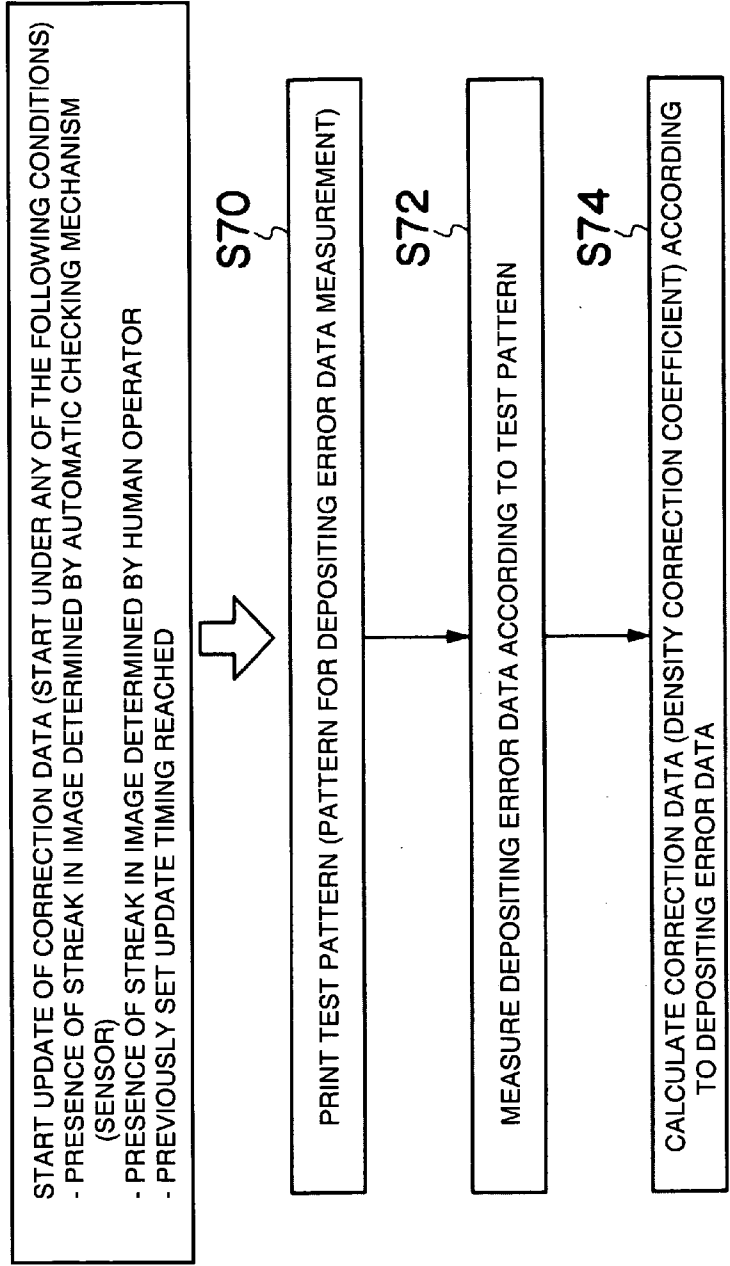 START UPDATE OF CORRECTION DATA (START UNDER ANY OF THE FOLLOWING CONDITIONS)
- PRESENCE OF STREAK IN IMAGE DETERMINED BY AUTOMATIC CHECKING MECHANISM
(SENSOR)
- PRESENCE OF STREAK IN IMAGE DETERMINED BY HUMAN OPERATOR
- PREVIOUSLY SET UPDATE TIMING REACHED
S70
PRINT TEST PATTERN (PATTERN FOR DEPOSITING ERROR DATA MEASUREMENT)
S72
MEASURE DEPOSITING ERROR DATA ACCORDING TO TEST PATTERN
S74
CALCULATE CORRECTION DATA (DENSITY CORRECTION COEFFICIENT) ACCORDING
TO DEPOSITING ERROR DATA